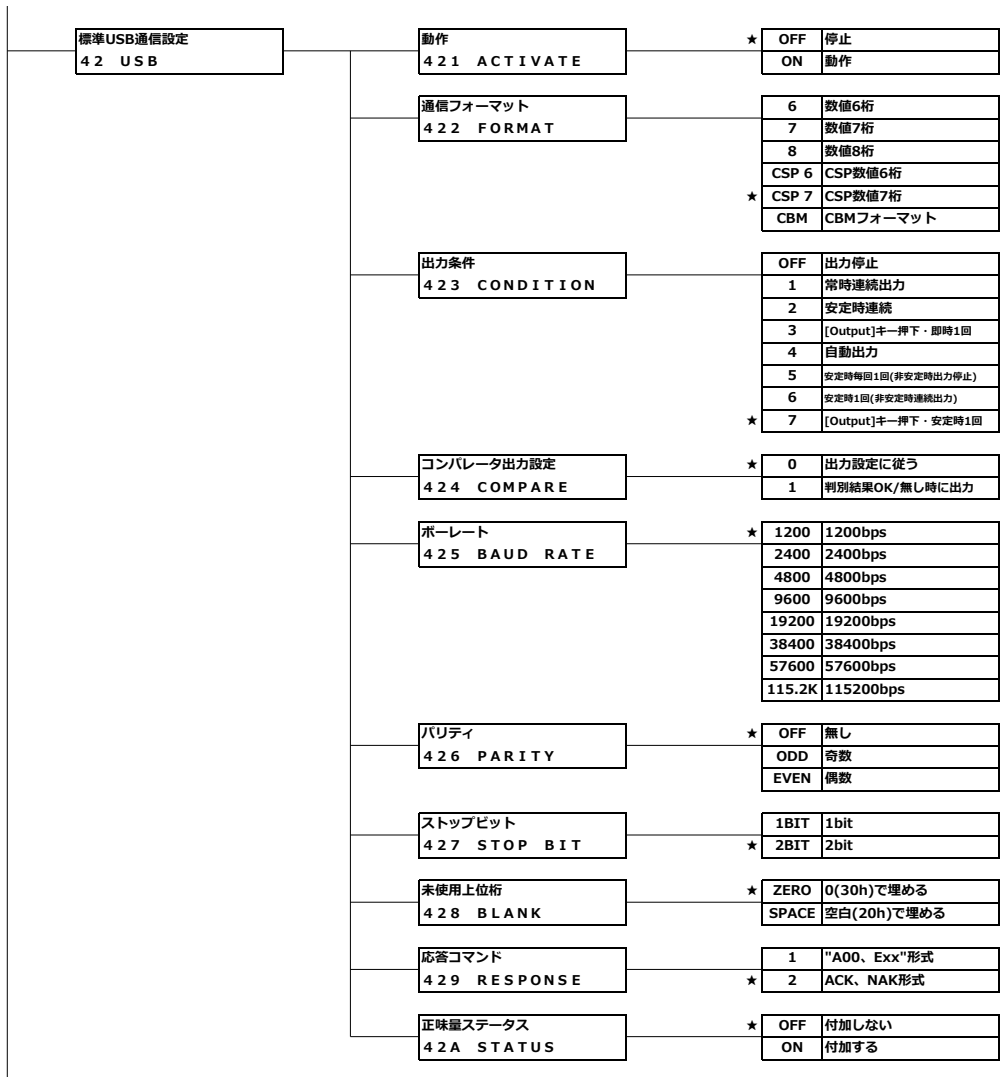 標準USB通信設定
42 USB
動作
421 ACTIVATE
★ OFF 停止
ON 動作
通信フォーマット
422 FORMAT
6 数値6桁
7 数値7桁
8 数値8桁
CSP 6 CSP数値6桁
★ CSP 7 CSP数値7桁
CBM CBMフォーマット
出力条件
423 CONDITION
OFF 出力停止
1 常時連続出力
2 安定時連続
3 [Output]キー押下・即時1回
4 自動出力
5 安定時毎回1回(非安定時出力停止)
6 安定時1回(非安定時連続出力)
★ 7 [Output]キー押下・安定時1回
コンパレータ出力設定
424 COMPARE
★ 0 出力設定に従う
1 判別結果OK/無し時に出力
ボーレート
425 BAUD RATE
★ 1200 1200bps
2400 2400bps
4800 4800bps
9600 9600bps
19200 19200bps
38400 38400bps
57600 57600bps
115.2K 115200bps
パリティ
426 PARITY
★ OFF 無し
ODD 奇数
EVEN 偶数
ストップビット
427 STOP BIT
1BIT 1bit
★ 2BIT 2bit
未使用上位桁
428 BLANK
★ ZERO 0(30h)で埋める
SPACE 空白(20h)で埋める
応答コマンド
429 RESPONSE
1 "A00、Exx"形式
★ 2 ACK、NAK形式
正味量ステータス
42A STATUS
★ OFF 付加しない
ON 付加する